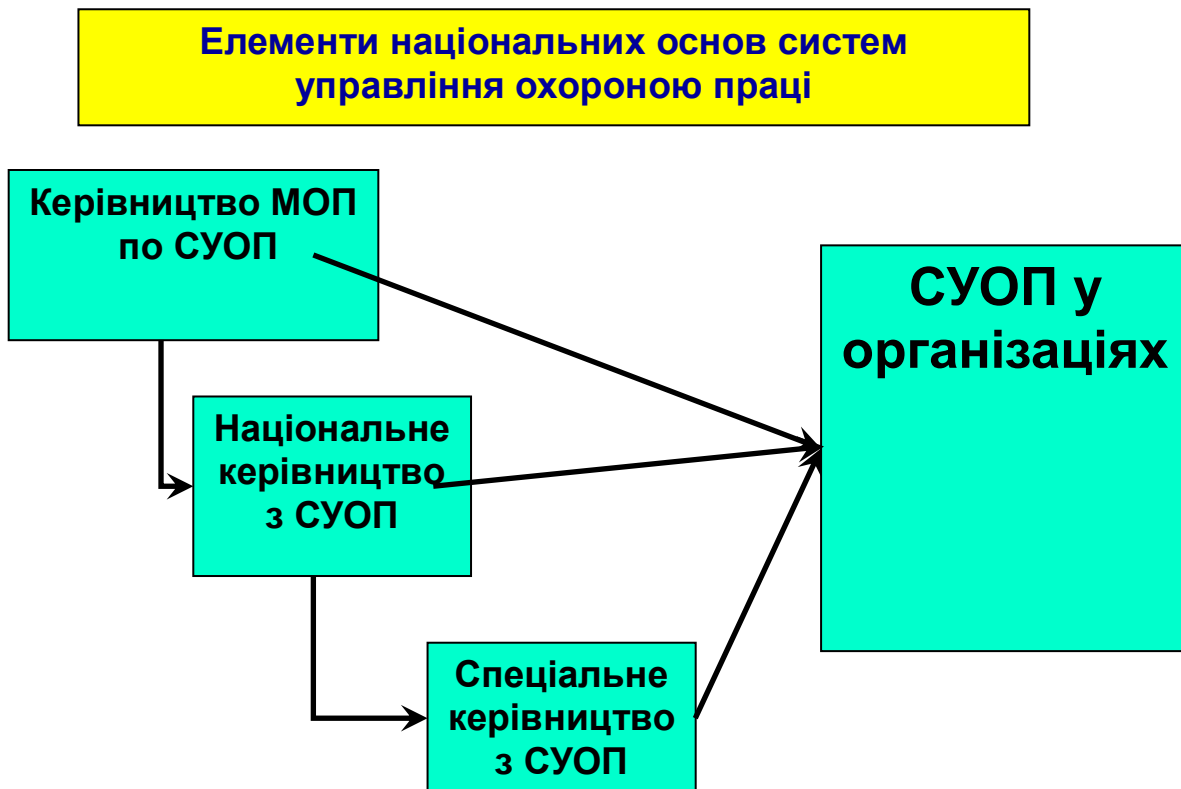 Елементи національних основ систем
управління охороною праці
Керівництво МОП
по СУОП
СУОП у
організаціях
Національне
керівництво
з СУОП
Спеціальне
керівництво
з СУОП